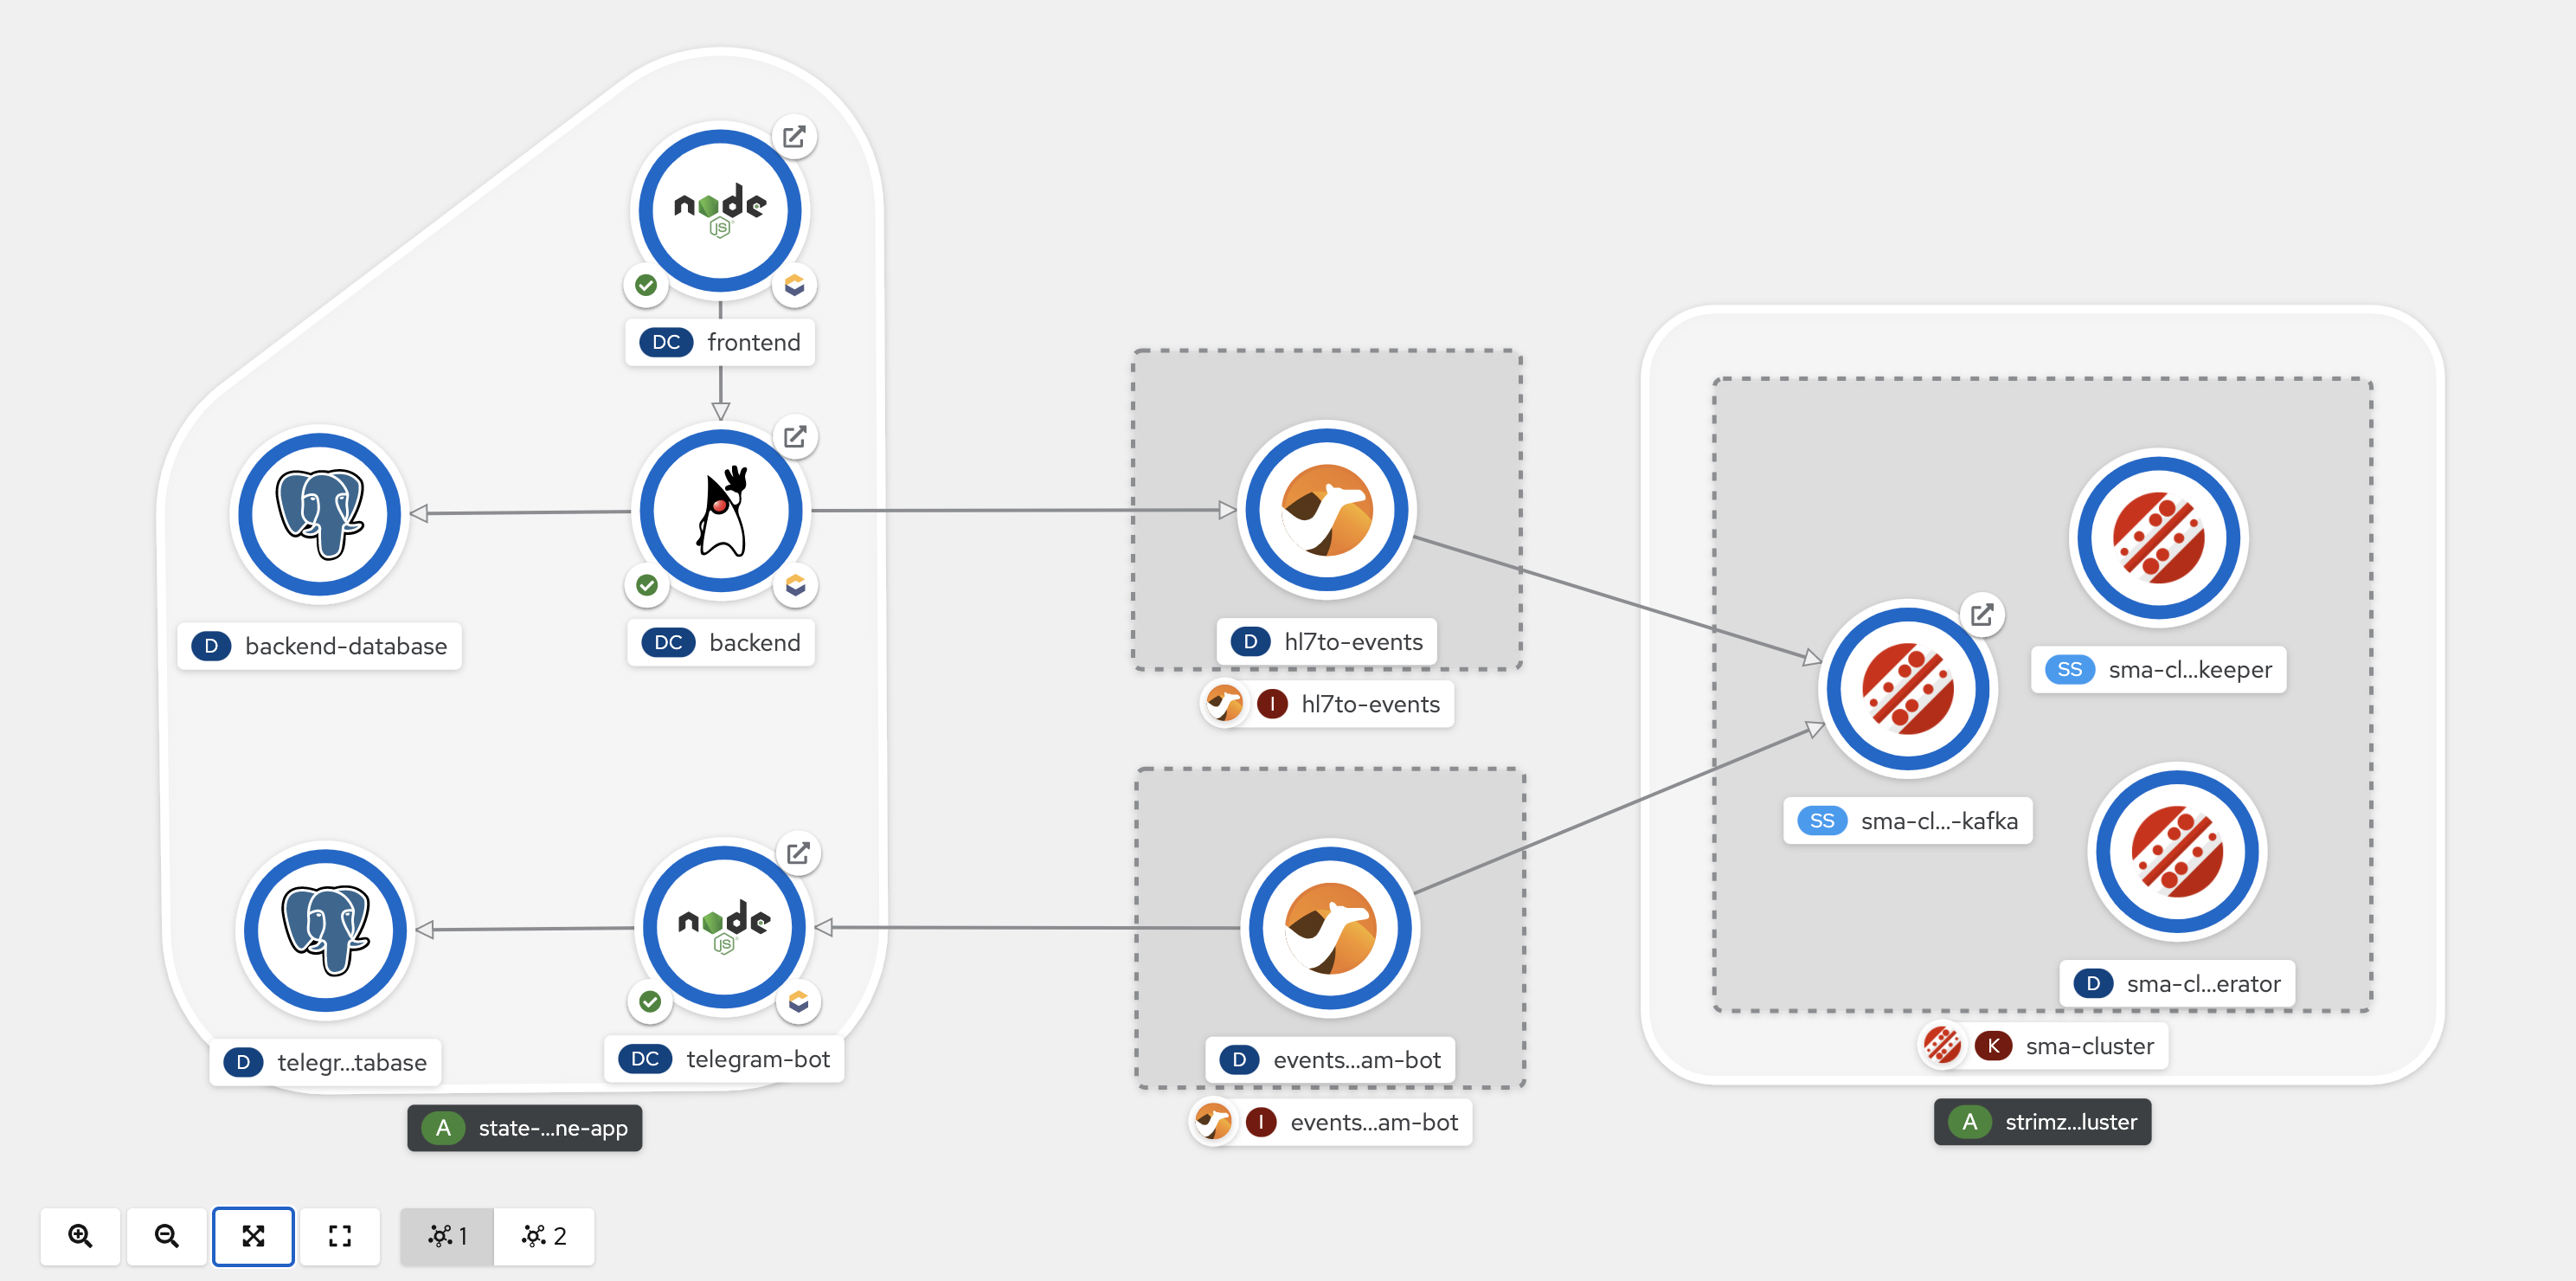 node
JS
DC frontend
D backend-database
DC backend
D hl7to-events
I hl7to-events
SS sma-cl...keeper
SS sma-cl...-kafka
node
JS
D telegr...tabase
DC telegram-bot
D events...am-bot
I events...am-bot
D sma-cl...erator
K sma-cluster
A state-...ne-app
A strimz...luster
1
2